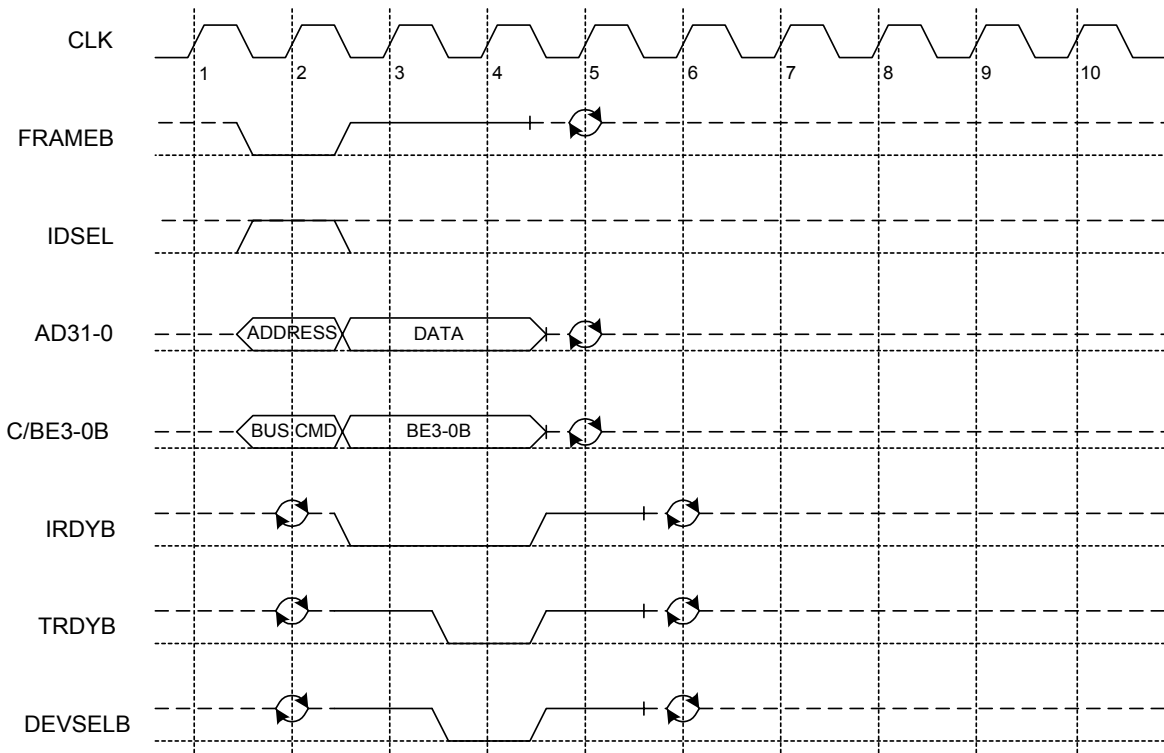 CLK
1 2 3 4 5 6 7 8 9 10
FRAMEB
IDSEL
AD31-0 ADDRESS DATA
C/BE3-0B BUS CMD BE3-0B
IRDYB
TRDYB
DEVSELB